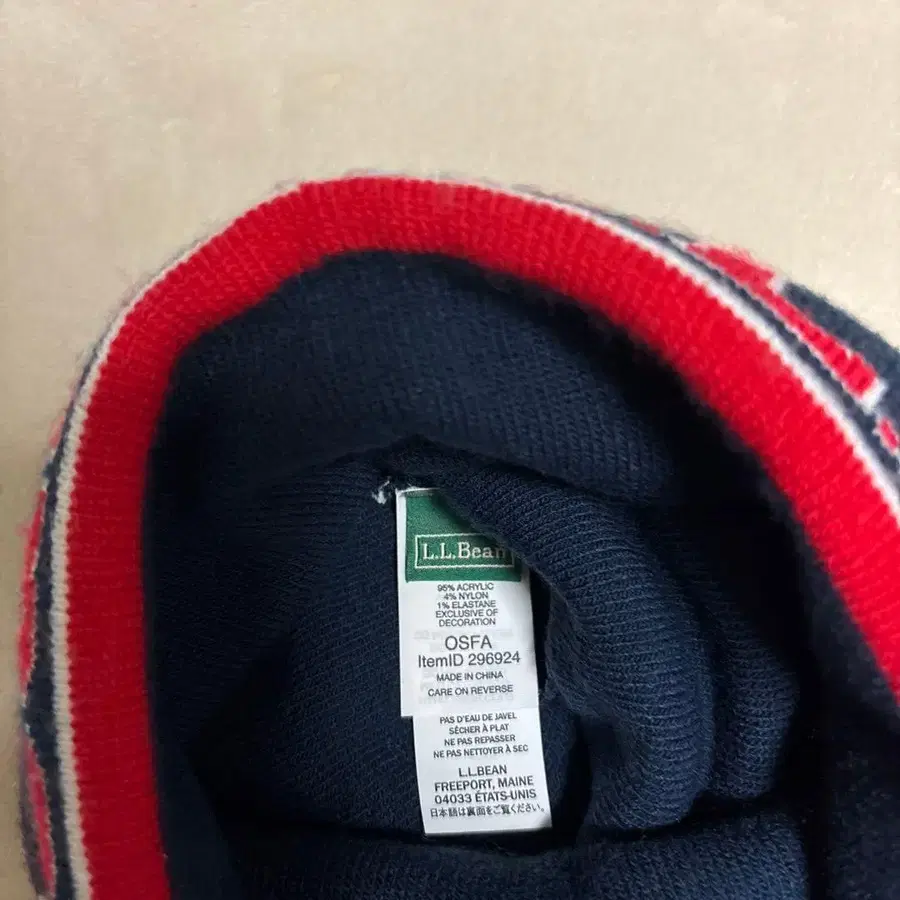 L.L.Bean
95% ACRYLIC
4% NYLON
1% ELASTANE
EXCLUSIVE OF
DECORATION
OSFA
ItemID 296924
MADE IN CHINA
CARE ON REVERSE
PAS D'EAU DE JAVEL
SÉCHER À PLAT
NE PAS REPASSER
NE PAS NETTOYER À SEC
L.L.BEAN
FREEPORT, MAINE
04033 ÉTATS-UNIS
日本語は裏面をご覧ください。